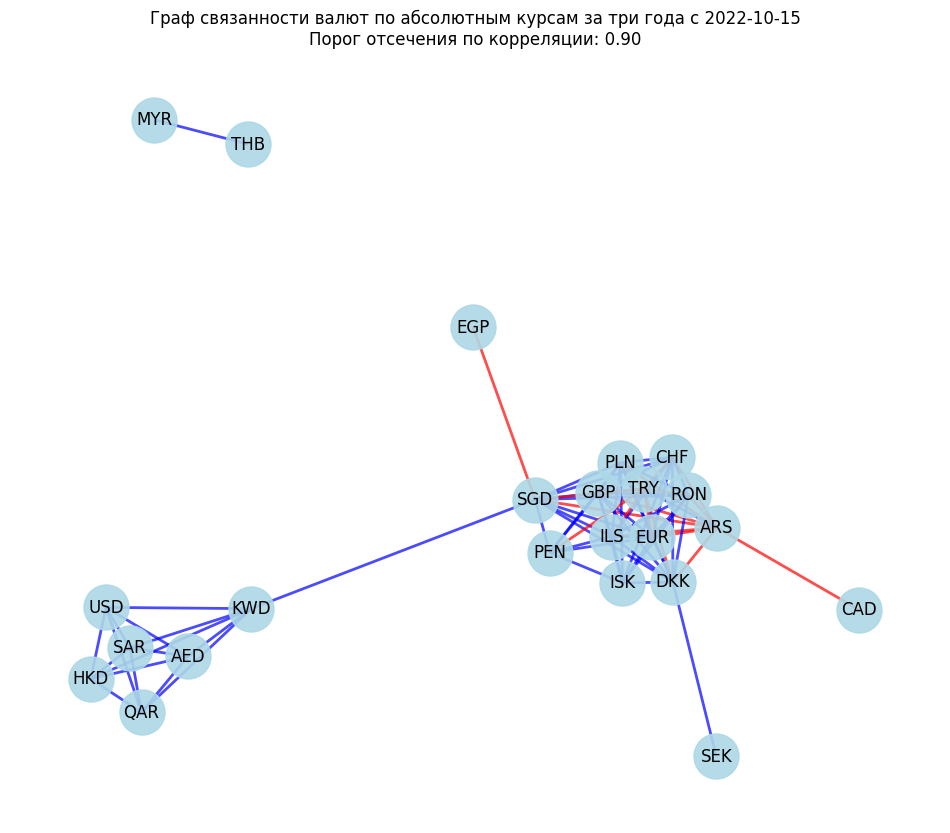 Граф связанности валют по абсолютным курсам за три года с 2022-10-15
Порог отсечения по корреляции: 0.90
MYR
THB
EGP
PLN
CHF
GBP
TRY
RON
SGD
ARS
ILS
EUR
PEN
ISK
DKK
USD
KWD
CAD
SAR
AED
HKD
QAR
SEK